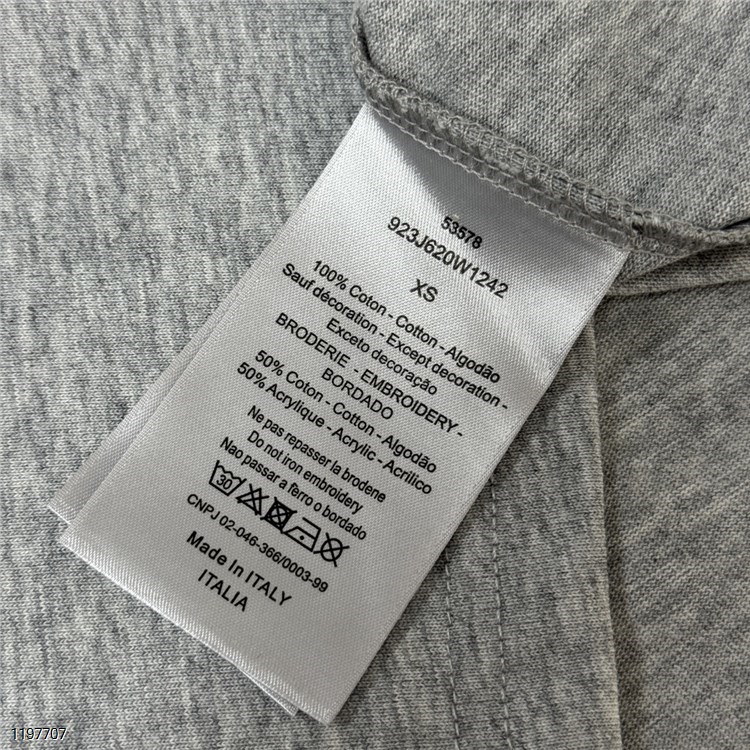 53578
923J620W1242
XS
100% Coton - Cotton - Algodão
Sauf décoration - Except decoration -
Exceto decoração
BRODERIE - EMBROIDERY -
BORDADO
50% Coton - Cotton - Algodão
50% Acrylique - Acrylic - Acrílico
Ne pas repasser la brodene
Do not iron embroidery
Nao passar a ferro o bordado
30
CNPJ 02-046-366/0003-99
Made In ITALY
ITALIA
1197707